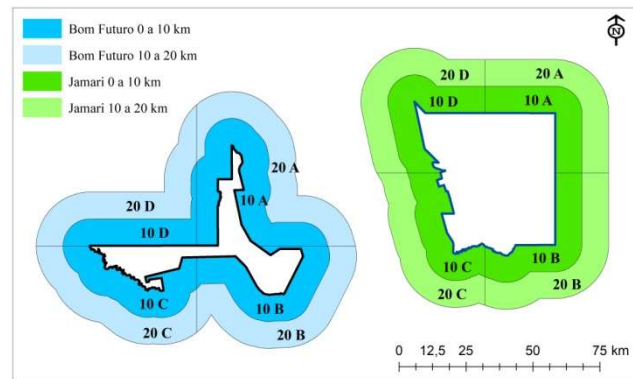 Bom Futuro 0 a 10 km
Bom Futuro 10 a 20 km
Jamari 0 a 10 km
Jamari 10 a 20 km
N
20 D
20 A
10 D
10 A
10 B
10 C
20 B
20 C
20 A
10 A
20 D
10 D
10 C
10 B
20 C
20 B
0 12,5 25 50 75 km